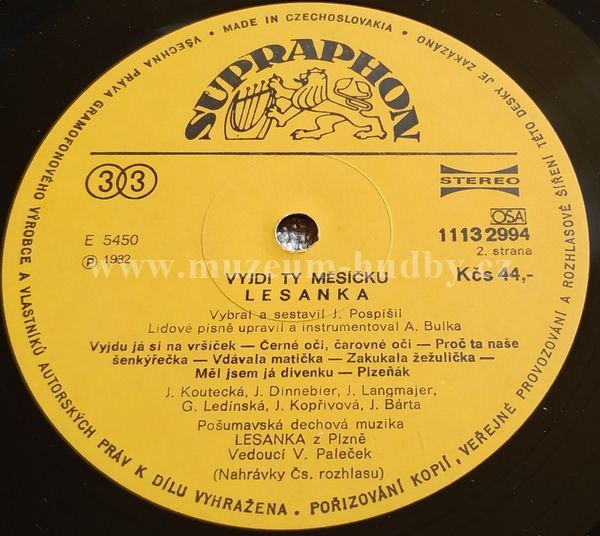 VŠECHNA PRÁVA GRAMOFONOVÉHO VÝROBCE A VLASTNÍKŮ AUTORSKÝCH PRÁV K DÍLU VYHRAŽENA . POŘIZOVÁNÍ KOPIÍ, VEŘEJNÉ PROVOZOVÁNÍ A ROZHLASOVÉ ŠÍŘENÍ TÉTO DESKY JE ZAKÁZÁNO
• MADE IN CZECHOSLOVAKIA •
SUPRAPHON
33
STEREO
E 5450
OSA
1113 2994
P 1982
2. strana
www.muzeum-hudby.cz
Kčs 44,-
VYJDI TY MĚSÍČKU
LESANKA
Vybral a sestavil J. Pospíšil
Lidové písně upravil a instrumentoval A. Bulka
Vyjdu já si na vršíček — Černé oči, čarovné oči — Proč ta naše
šenkýřečka — Vdávala matička — Zakukala žežulička —
Měl jsem já divenku — Plzeňák
J. Koutecká, J. Dinnebier, J. Langmajer,
G. Ledínská, J. Kopřivová, J. Bárta
Pošumavská dechová muzika
LESANKA z Plzně
Vedoucí V. Paleček
(Nahrávky Čs. rozhlasu)